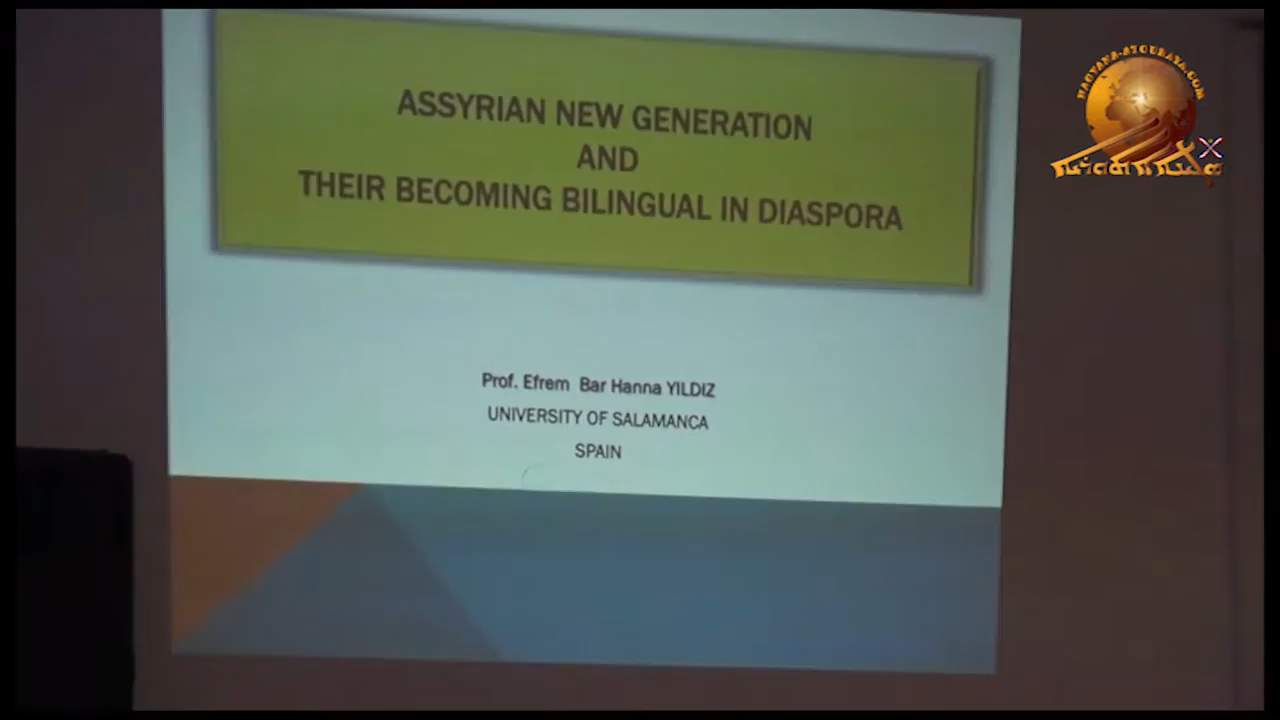 ASSYRIAN NEW GENERATION
AND
THEIR BECOMING BILINGUAL IN DIASPORA
Prof. Efrem Bar Hanna YILDIZ
UNIVERSITY OF SALAMANCA
SPAIN